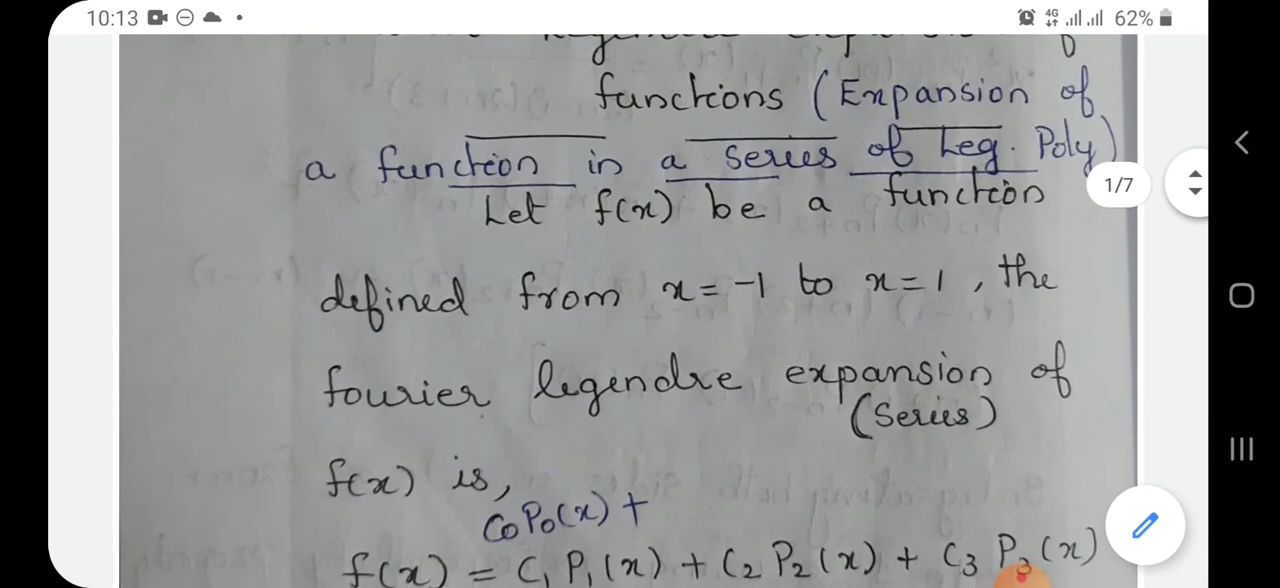 10:13
4G
62%
functions (Expansion of
a function in a series of Leg. Poly)
1/7
Let f(x) be a function
defined from x=-1 to x=1, the
fourier legendre expansion of
(Series)
f(x) is,
C₀P₀(x) +
f(x) = C₁ P₁(x) + C₂ P₂(x) + C₃ P₃(x)